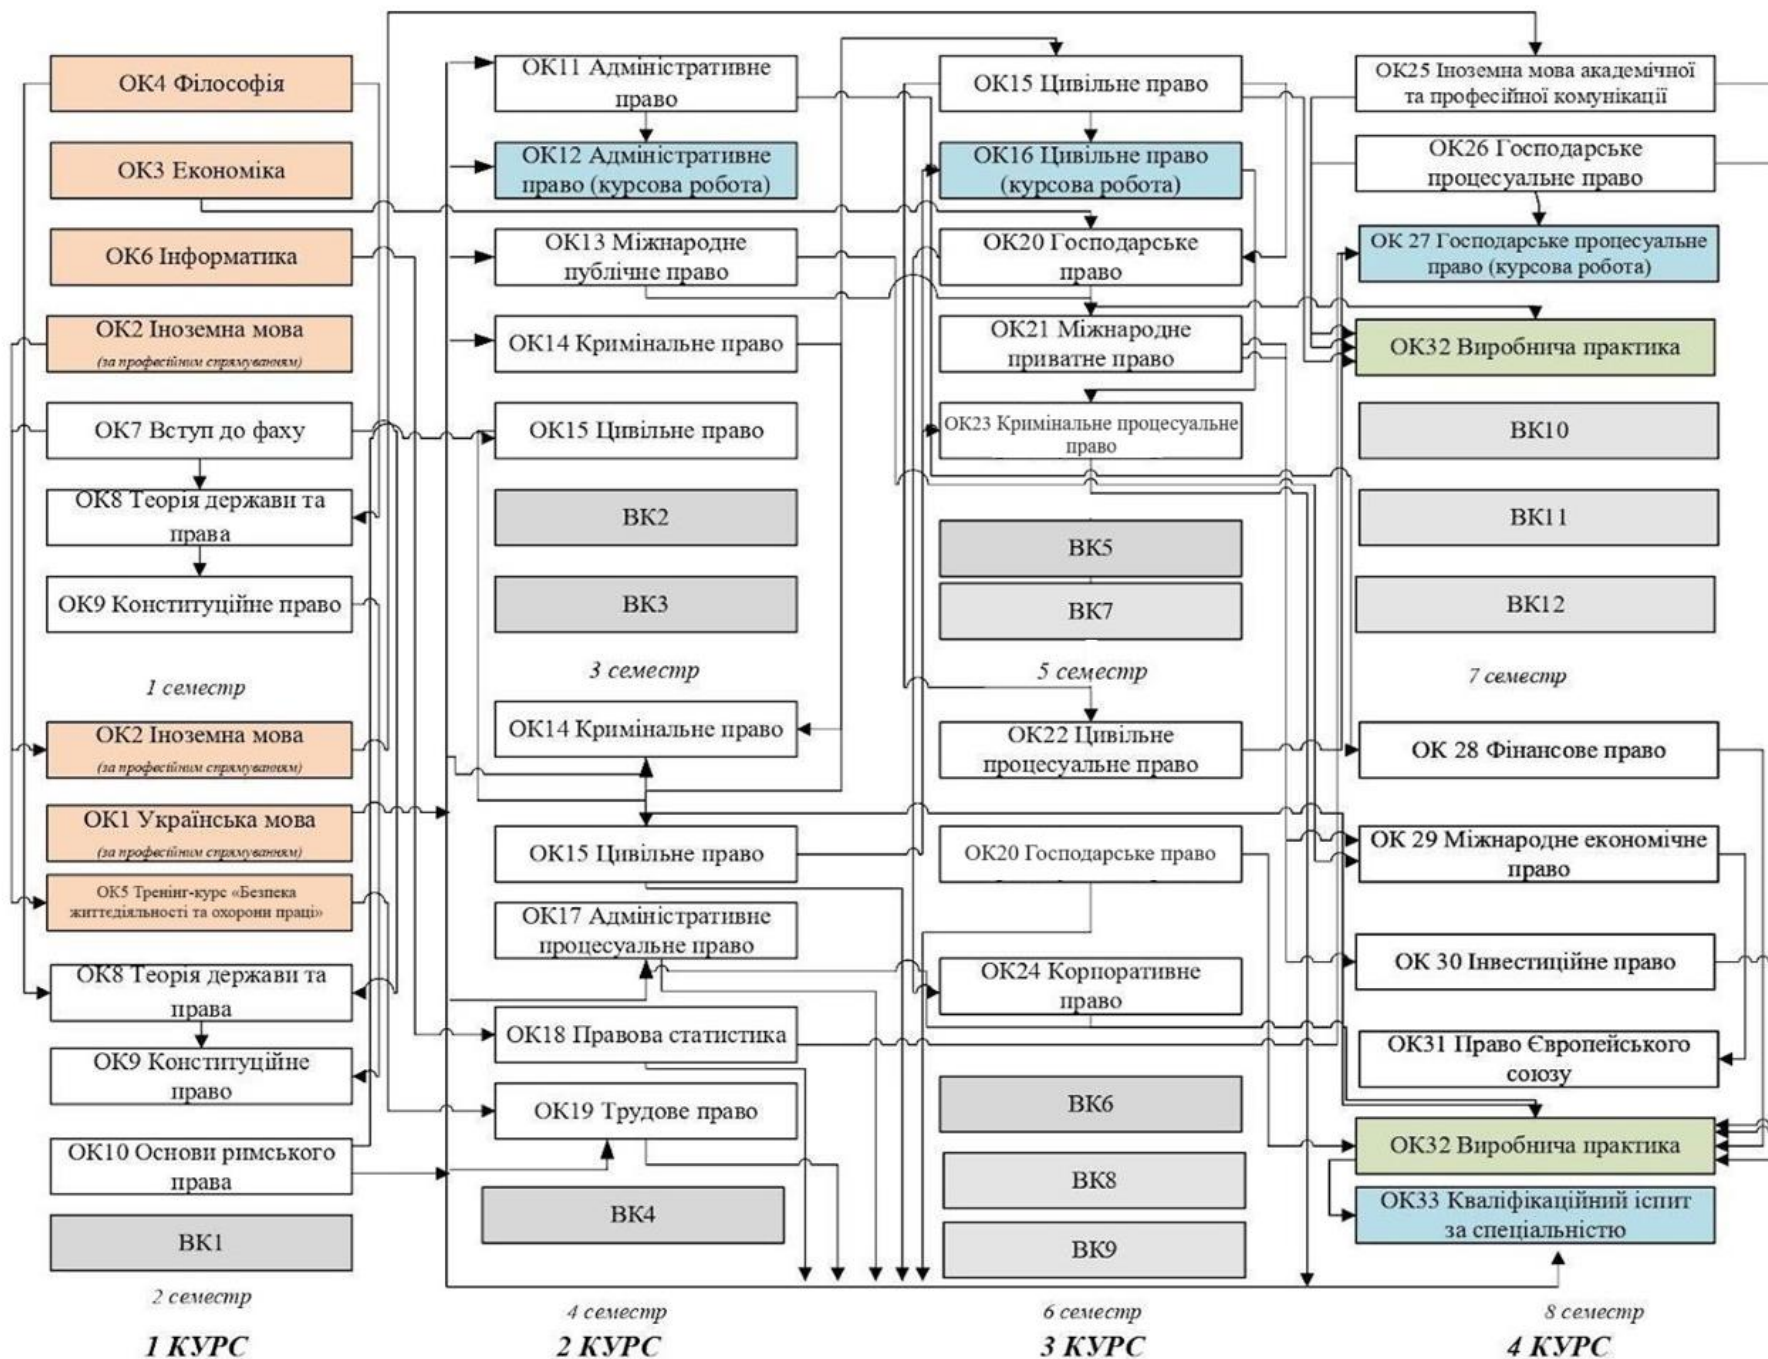 ОК4 Філософія
ОК3 Економіка
ОК6 Інформатика
ОК2 Іноземна мова
(за професійним спрямуванням)
ОК7 Вступ до фаху
ОК8 Теорія держави та
права
ОК9 Конституційне право
1 семестр
ОК2 Іноземна мова
(за професійним спрямуванням)
ОК1 Українська мова
(за професійним спрямуванням)
ОК5 Тренінг-курс «Безпека
життєдіяльності та охорони праці»
ОК8 Теорія держави та
права
ОК9 Конституційне
право
ОК10 Основи римського
права
ВК1
2 семестр
1 КУРС
ОК11 Адміністративне
право
ОК12 Адміністративне
право (курсова робота)
ОК13 Міжнародне
публічне право
ОК14 Кримінальне право
ОК15 Цивільне право
ВК2
ВК3
3 семестр
ОК14 Кримінальне право
ОК15 Цивільне право
ОК17 Адміністративне
процесуальне право
ОК18 Правова статистика
ОК19 Трудове право
ВК4
4 семестр
2 КУРС
ОК15 Цивільне право
ОК16 Цивільне право
(курсова робота)
ОК20 Господарське
право
ОК21 Міжнародне
приватне право
ОК23 Кримінальне процесуальне
право
ВК5
ВК7
5 семестр
ОК22 Цивільне
процесуальне право
ОК20 Господарське право
ОК24 Корпоративне
право
ВК6
ВК8
ВК9
6 семестр
3 КУРС
ОК25 Іноземна мова академічної
та професійної комунікації
ОК26 Господарське
процесуальне право
ОК 27 Господарське процесуальне
право (курсова робота)
ОК32 Виробнича практика
ВК10
ВК11
ВК12
7 семестр
ОК 28 Фінансове право
ОК 29 Міжнародне економічне
право
ОК 30 Інвестиційне право
ОК31 Право Європейського
союзу
ОК32 Виробнича практика
ОК33 Кваліфікаційний іспит
за спеціальністю
8 семестр
4 КУРС